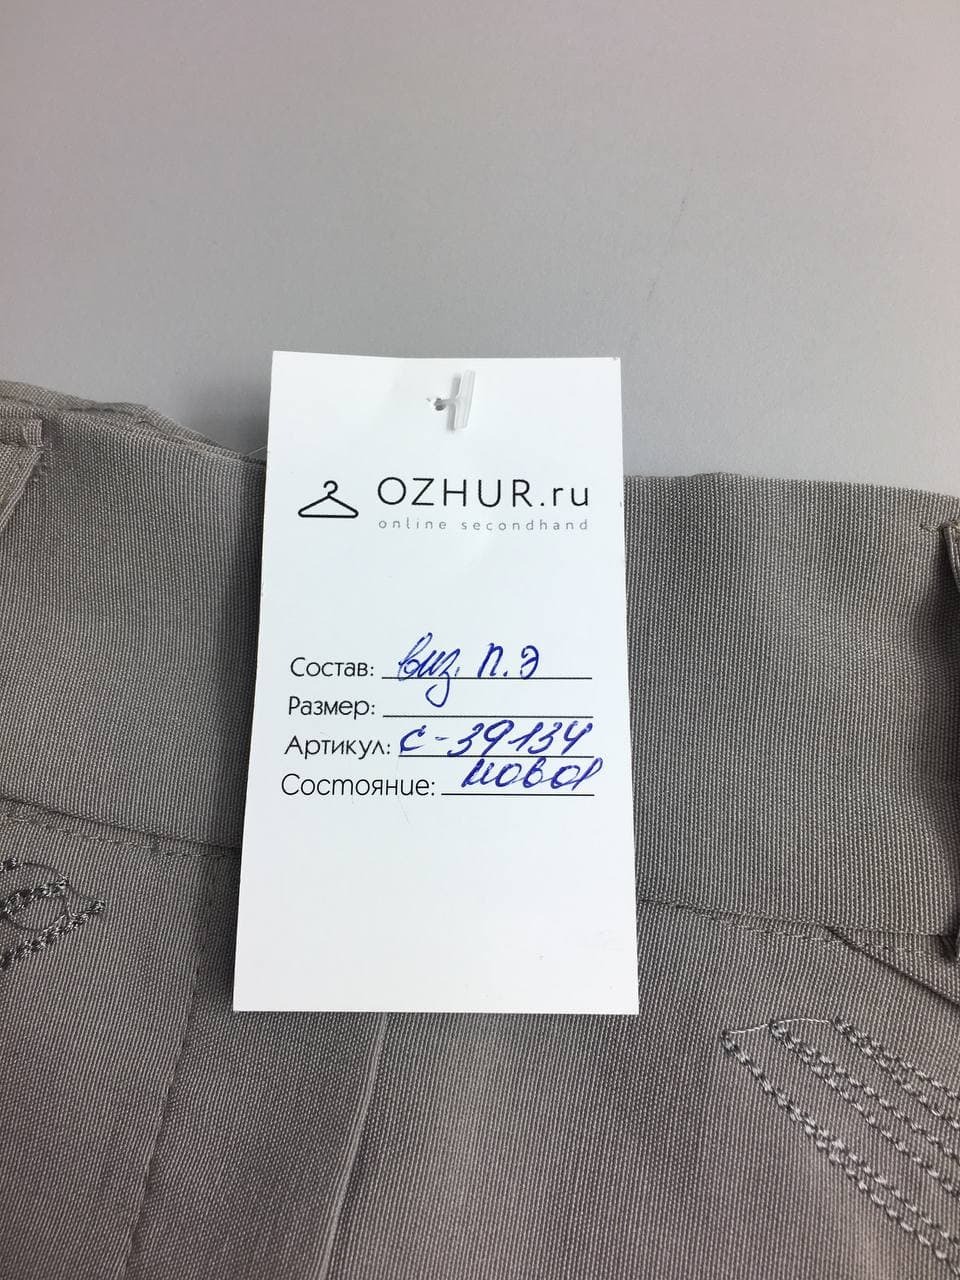 OZHUR.ru
online secondhand
Состав: виз. п.э
Размер:
Артикул: с-39134
Состояние: новое